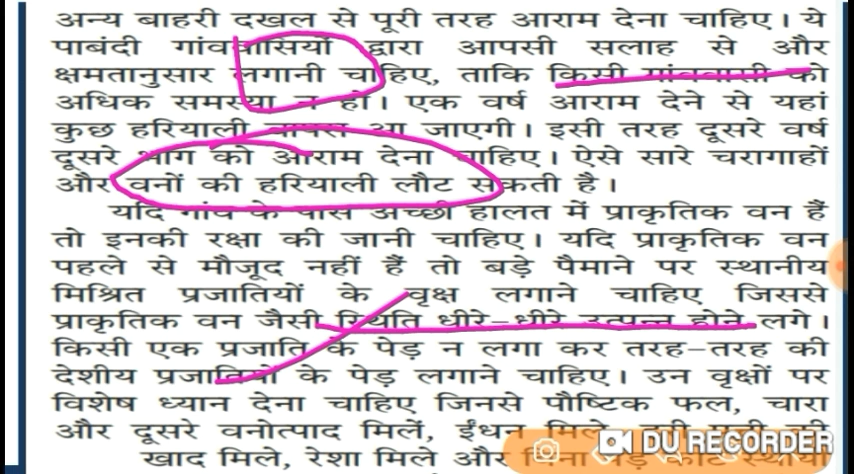 अन्य बाहरी दखल से पूरी तरह आराम देना चाहिए। ये
पाबंदी गांववासियों द्वारा आपसी सलाह से और
क्षमतानुसार लगानी चाहिए, ताकि किसी गांववासी को
अधिक समस्या न हो। एक वर्ष आराम देने से यहां
कुछ हरियाली वापस आ जाएगी। इसी तरह दूसरे वर्ष
दूसरे भाग को आराम देना चाहिए। ऐसे सारे चरागाहों
और वनों की हरियाली लौट सकती है।
यदि गांव के पास अच्छी हालत में प्राकृतिक वन हैं
तो इनकी रक्षा की जानी चाहिए। यदि प्राकृतिक वन
पहले से मौजूद नहीं हैं तो बड़े पैमाने पर स्थानीय
मिश्रित प्रजातियों के वृक्ष लगाने चाहिए जिससे
प्राकृतिक वन जैसी स्थिति धीरे-धीरे उत्पन्न होने लगे।
किसी एक प्रजाति के पेड़ न लगा कर तरह-तरह की
देशीय प्रजातियों के पेड़ लगाने चाहिए। उन वृक्षों पर
विशेष ध्यान देना चाहिए जिनसे पौष्टिक फल, चारा
और दूसरे वनोत्पाद मिलें, ईंधन मिले
खाद मिले, रेशा मिले और बिना पेड़ काटे स्थायी
DU RECORDER